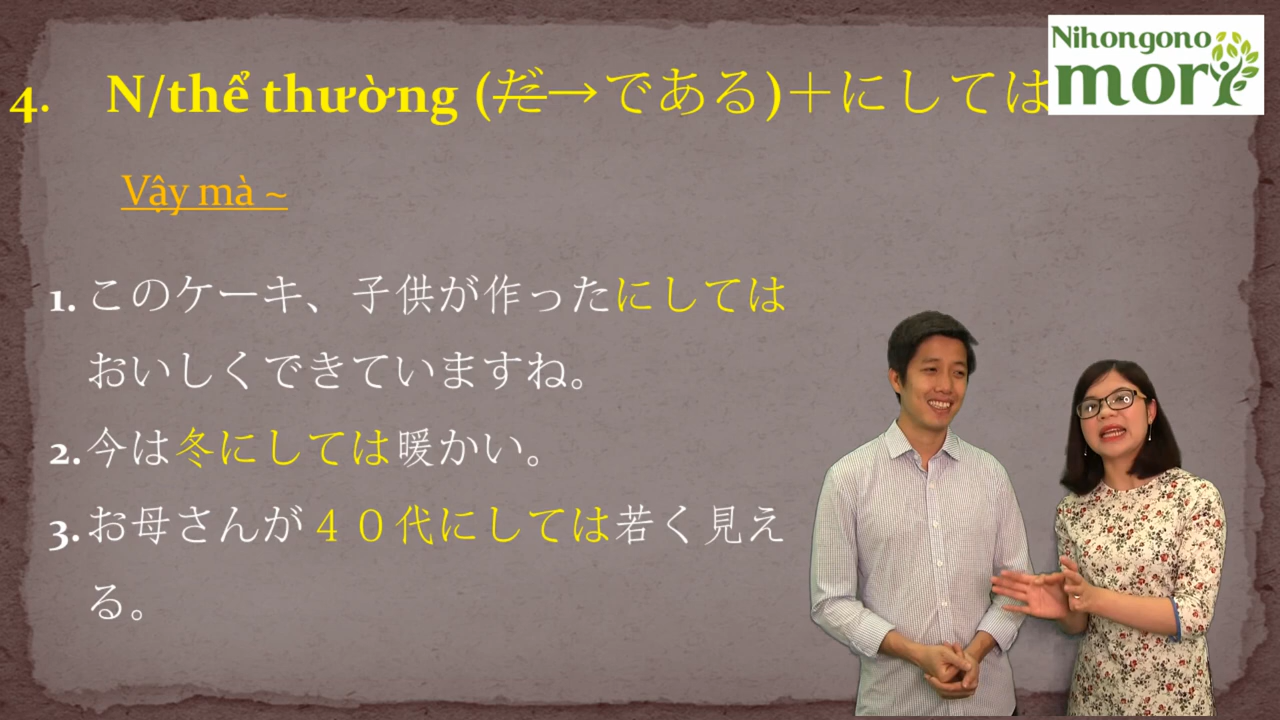 Nihongono
mori
4. N/thể thường (だ→である)＋にしては
Vậy mà ~
1. このケーキ、子供が作ったにしては
おいしくできていますね。
2. 今は冬にしては暖かい。
3. お母さんが４０代にしては若く見え
る。